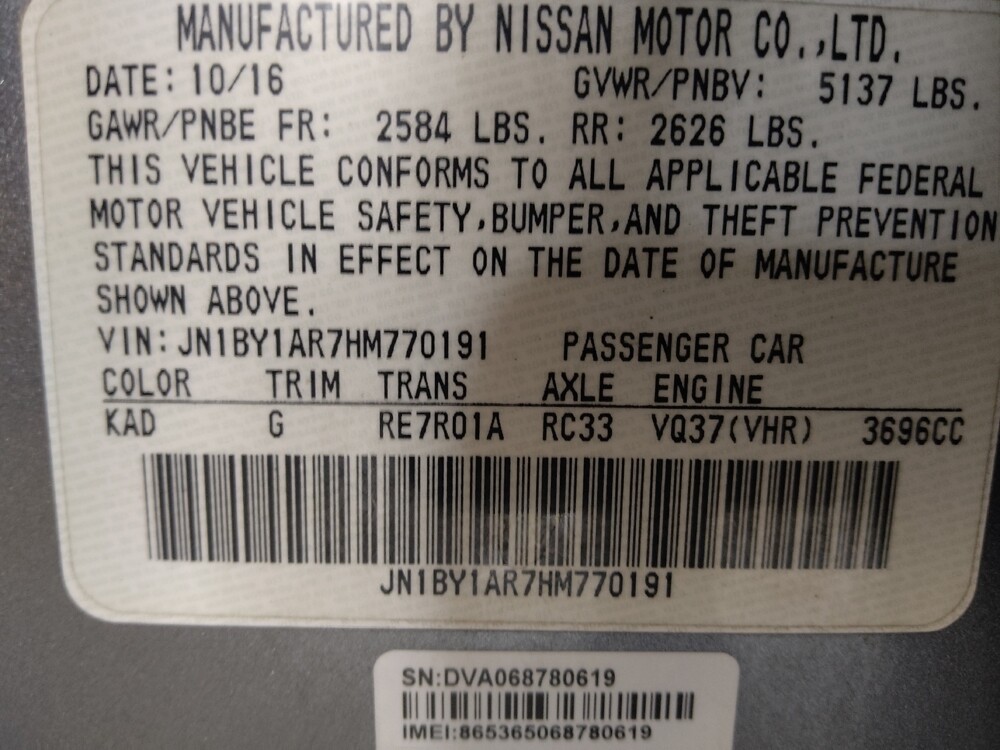 MANUFACTURED BY NISSAN MOTOR CO.,LTD.
DATE: 10/16 GVWR/PNBV: 5137 LBS.
GAWR/PNBE FR: 2584 LBS. RR: 2626 LBS.
THIS VEHICLE CONFORMS TO ALL APPLICABLE FEDERAL
MOTOR VEHICLE SAFETY,BUMPER,AND THEFT PREVENTION
STANDARDS IN EFFECT ON THE DATE OF MANUFACTURE
SHOWN ABOVE.
VIN: JN1BY1AR7HM770191 PASSENGER CAR
COLOR TRIM TRANS AXLE ENGINE
KAD G RE7R01A RC33 VQ37(VHR) 3696CC
JN1BY1AR7HM770191
SN:DVA068780619
IMEI:865365068780619